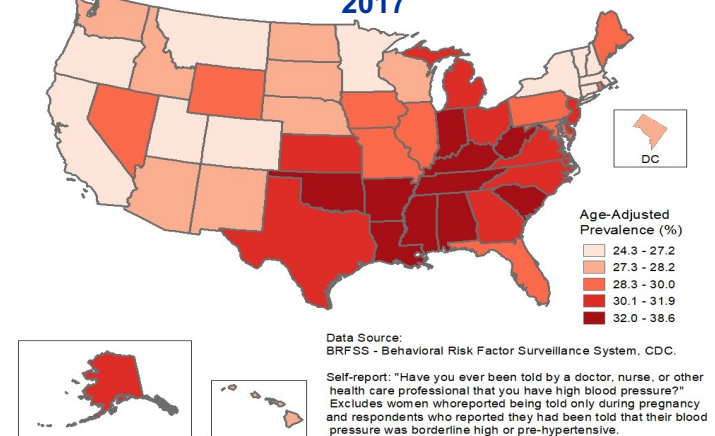 2017
DC
Age-Adjusted
Prevalence (%)
24.3 - 27.2
27.3 - 28.2
28.3 - 30.0
30.1 - 31.9
32.0 - 38.6
Data Source:
BRFSS - Behavioral Risk Factor Surveillance System, CDC.
Self-report: "Have you ever been told by a doctor, nurse, or other
health care professional that you have high blood pressure?"
Excludes women whoreported being told only during pregnancy
and respondents who reported they had been told that their blood
pressure was borderline high or pre-hypertensive.